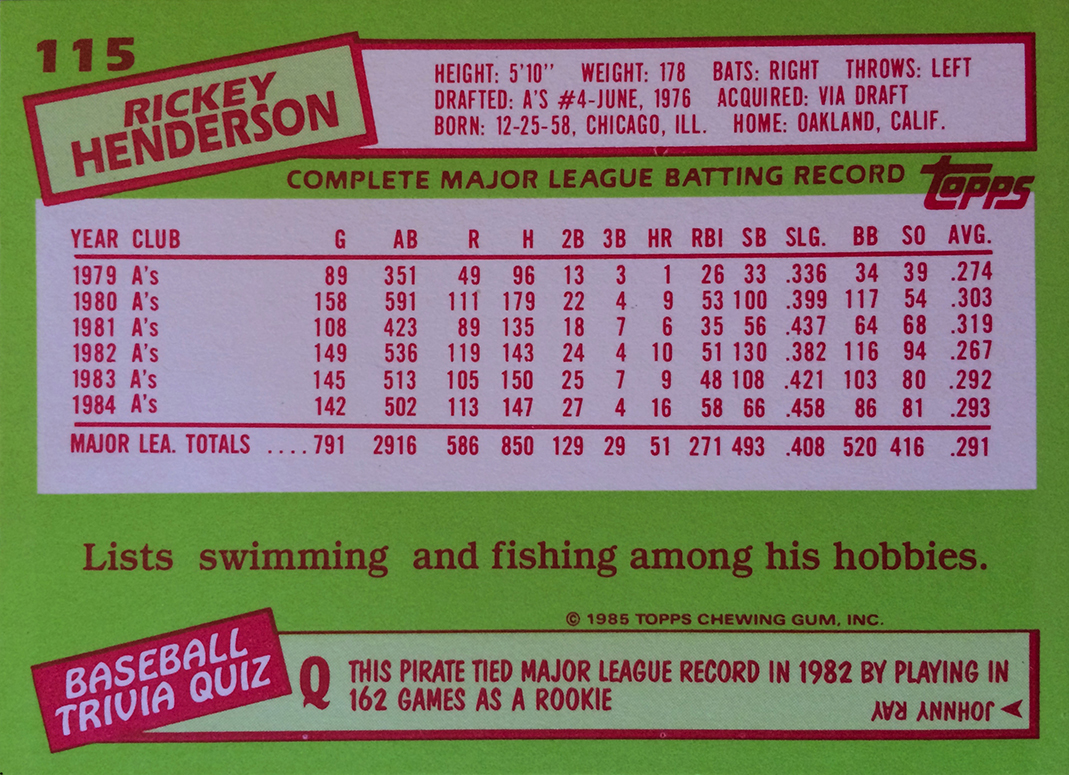 115
RICKEY
HENDERSON
HEIGHT: 5'10" WEIGHT: 178 BATS: RIGHT THROWS: LEFT
DRAFTED: A'S #4-JUNE, 1976 ACQUIRED: VIA DRAFT
BORN: 12-25-58, CHICAGO, ILL. HOME: OAKLAND, CALIF.
COMPLETE MAJOR LEAGUE BATTING RECORD topps
YEAR CLUB G AB R H 2B 3B HR RBI SB SLG. BB SO AVG.
1979 A's 89 351 49 96 13 3 1 26 33 .336 34 39 .274
1980 A's 158 591 111 179 22 4 9 53 100 .399 117 54 .303
1981 A's 108 423 89 135 18 7 6 35 56 .437 64 68 .319
1982 A's 149 536 119 143 24 4 10 51 130 .382 116 94 .267
1983 A's 145 513 105 150 25 7 9 48 108 .421 103 80 .292
1984 A's 142 502 113 147 27 4 16 58 66 .458 86 81 .293
MAJOR LEA. TOTALS ....791 2916 586 850 129 29 51 271 493 .408 520 416 .291
Lists swimming and fishing among his hobbies.
© 1985 TOPPS CHEWING GUM, INC.
BASEBALL
TRIVIA QUIZ
Q THIS PIRATE TIED MAJOR LEAGUE RECORD IN 1982 BY PLAYING IN
162 GAMES AS A ROOKIE
JOHNNY RAY